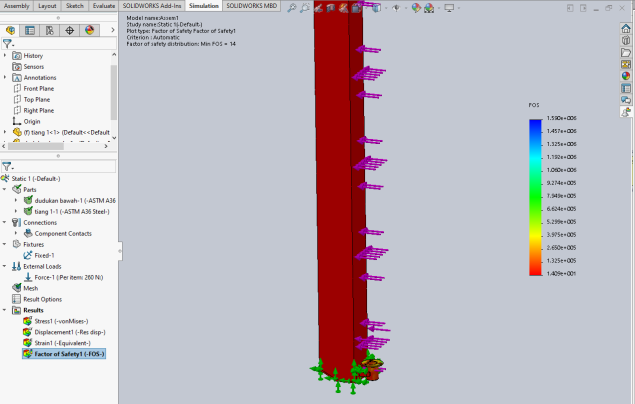 Assembly Layout Sketch Evaluate SOLIDWORKS Add-Ins Simulation SOLIDWORKS MBD
Model name:Assem1
Study name:Static 1(-Default-)
Plot type: Factor of Safety Factor of Safety1
Criterion : Automatic
Factor of safety distribution: Min FOS = 14
History
Sensors
Annotations
Front Plane
Top Plane
Right Plane
Origin
(f) tiang 1<1> (Default<<Default
Static 1 (-Default-)
Parts
dudukan bawah-1 (-ASTM A36
tiang 1-1 (-ASTM A36 Steel-)
Connections
Component Contacts
Fixtures
Fixed-1
External Loads
Force-1 (:Per item: 260 N:)
Mesh
Result Options
Results
Stress1 (-vonMises-)
Displacement1 (-Res disp-)
Strain1 (-Equivalent-)
Factor of Safety1 (-FOS-)
FOS
1.590e+006
1.457e+006
1.325e+006
1.192e+006
1.060e+006
9.274e+005
7.949e+005
6.624e+005
5.299e+005
3.975e+005
2.650e+005
1.325e+005
1.409e+001